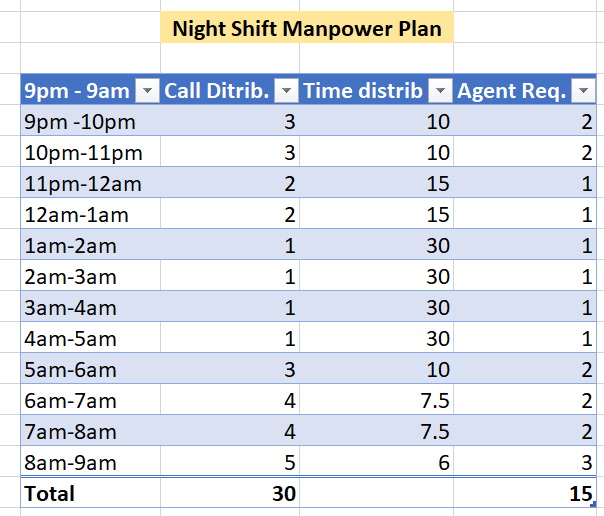 Night Shift Manpower Plan
9pm - 9am Call Ditrib. Time distrib Agent Req.
9pm -10pm 3 10 2
10pm-11pm 3 10 2
11pm-12am 2 15 1
12am-1am 2 15 1
1am-2am 1 30 1
2am-3am 1 30 1
3am-4am 1 30 1
4am-5am 1 30 1
5am-6am 3 10 2
6am-7am 4 7.5 2
7am-8am 4 7.5 2
8am-9am 5 6 3
Total 30 15